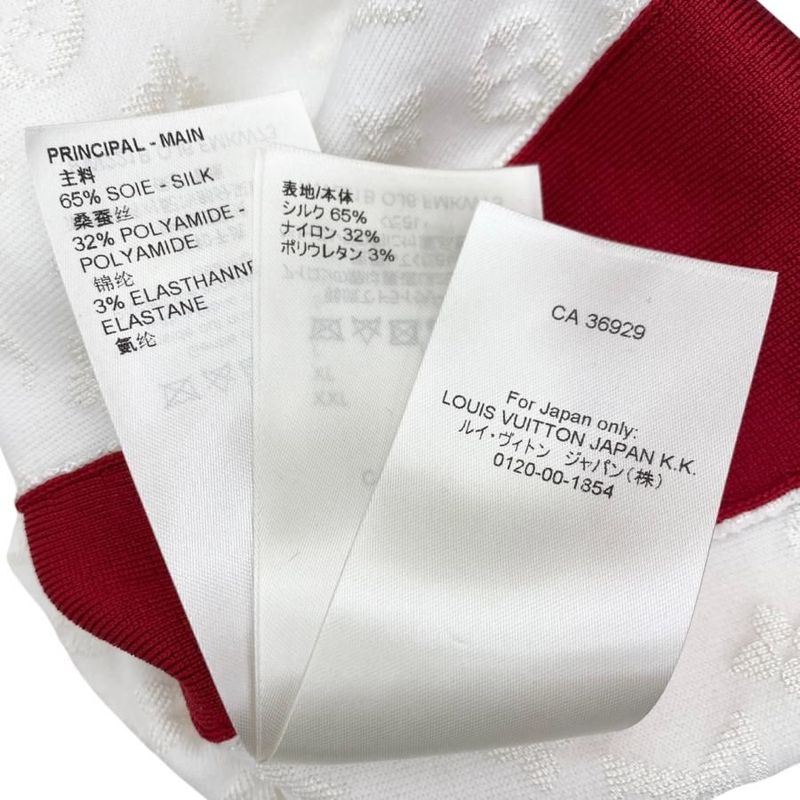 PRINCIPAL - MAIN
主料
65% SOIE - SILK
桑蚕丝
32% POLYAMIDE -
POLYAMIDE
锦纶
3% ELASTHANNE
ELASTANE
氨纶
表地/本体
シルク 65%
ナイロン 32%
ポリウレタン 3%
CA 36929
For Japan only:
LOUIS VUITTON JAPAN K.K.
ルイ・ヴィトン ジャパン(株)
0120-00-1854